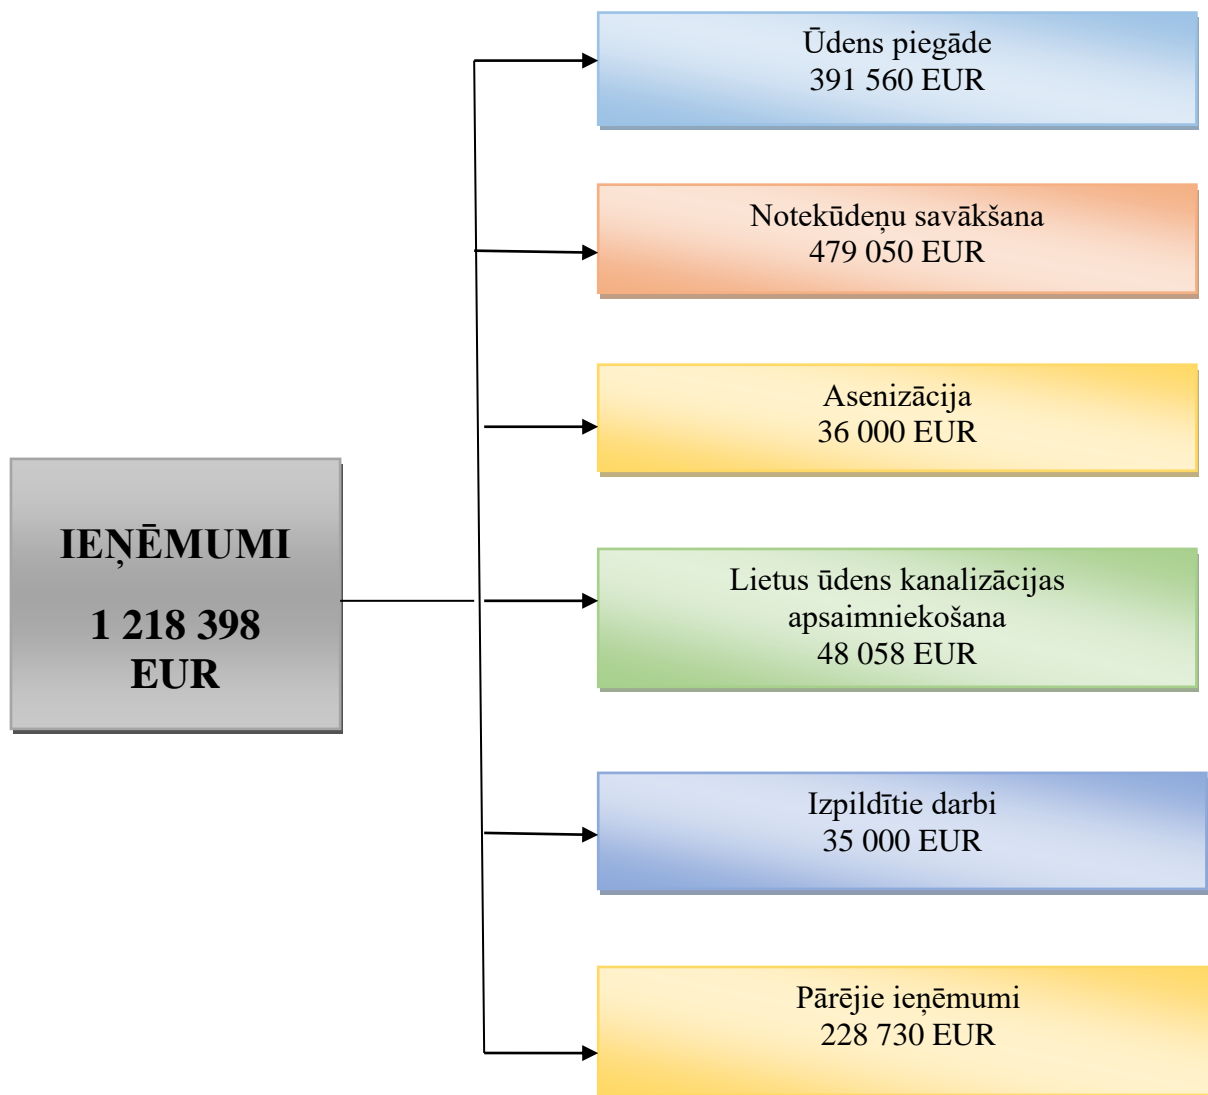 Ūdens piegāde
391 560 EUR
Notekūdeņu savākšana
479 050 EUR
Asenizācija
36 000 EUR
IEŅĒMUMI
1 218 398
EUR
Lietus ūdens kanalizācijas
apsaimniekošana
48 058 EUR
Izpildītie darbi
35 000 EUR
Pārējie ieņēmumi
228 730 EUR